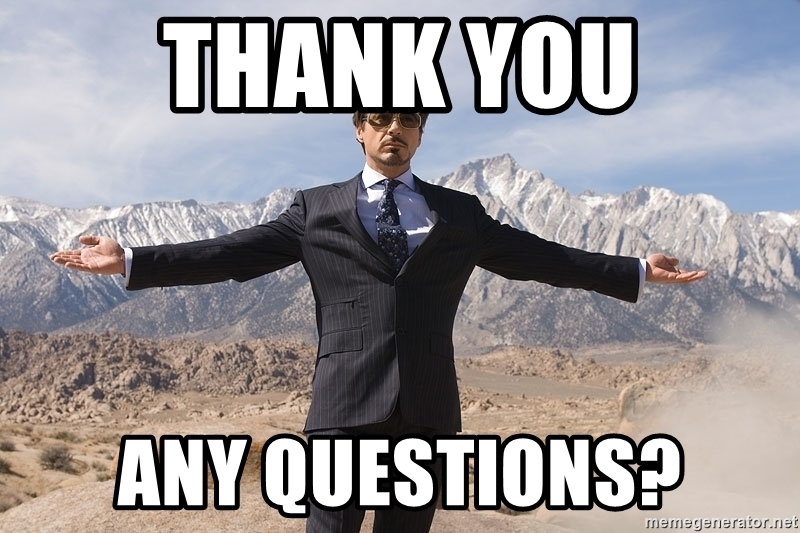 THANK YOU
ANY QUESTIONS?
memegenerator.net